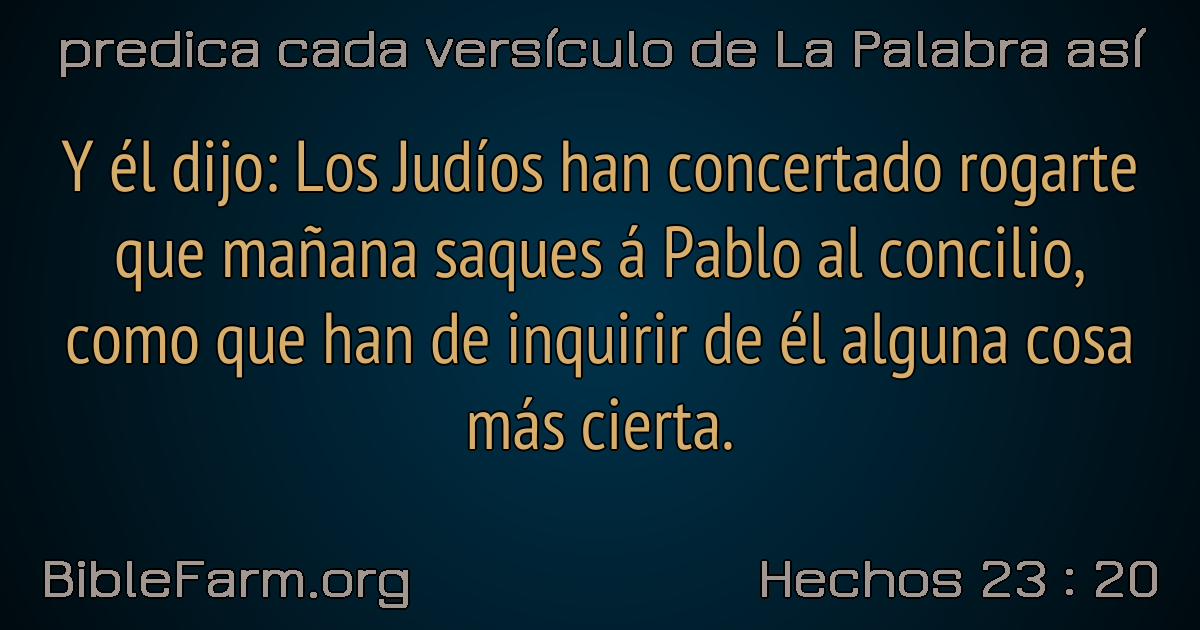 predica cada versículo de La Palabra así
Y él dijo: Los Judíos han concertado rogarte
que mañana saques á Pablo al concilio,
como que han de inquirir de él alguna cosa
más cierta.
BibleFarm.org
Hechos 23 : 20